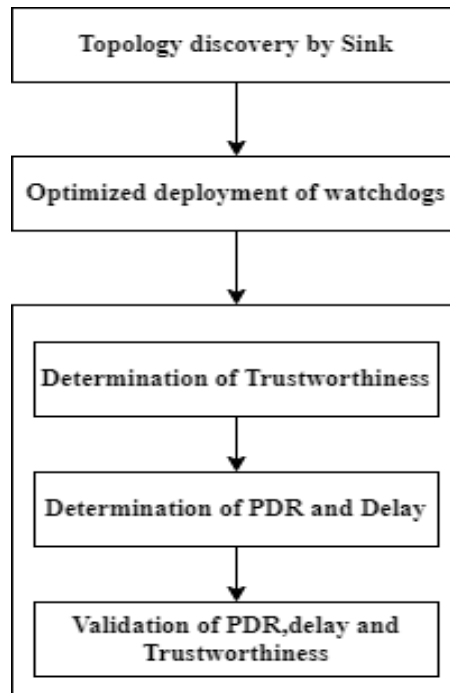 Topology discovery by Sink
Optimized deployment of watchdogs
Determination of Trustworthiness
Determination of PDR and Delay
Validation of PDR,delay and
Trustworthiness